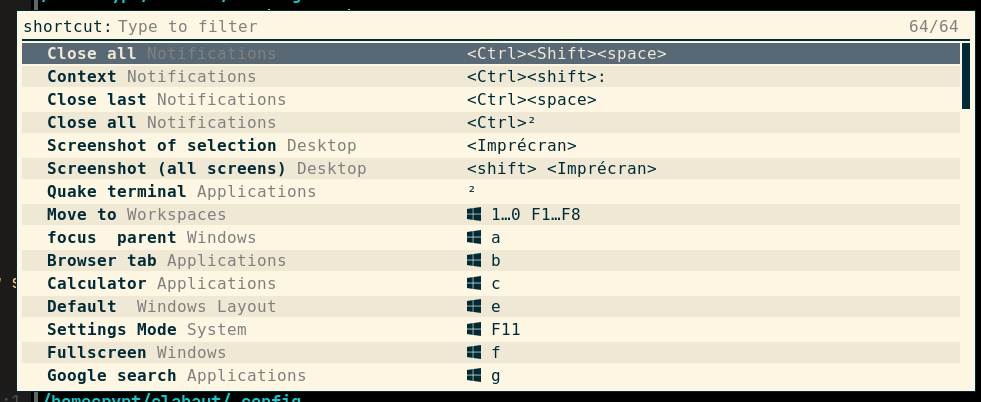 shortcut: Type to filter 64/64
Close all Notifications <Ctrl><Shift><space>
Context Notifications <Ctrl><shift>:
Close last Notifications <Ctrl><space>
Close all Notifications <Ctrl>²
Screenshot of selection Desktop <Imprécran>
Screenshot (all screens) Desktop <shift> <Imprécran>
Quake terminal Applications ²
Move to Workspaces 1…0 F1…F8
focus  parent Windows a
Browser tab Applications b
Calculator Applications c
Default  Windows Layout e
Settings Mode System F11
Fullscreen Windows f
Google search Applications g